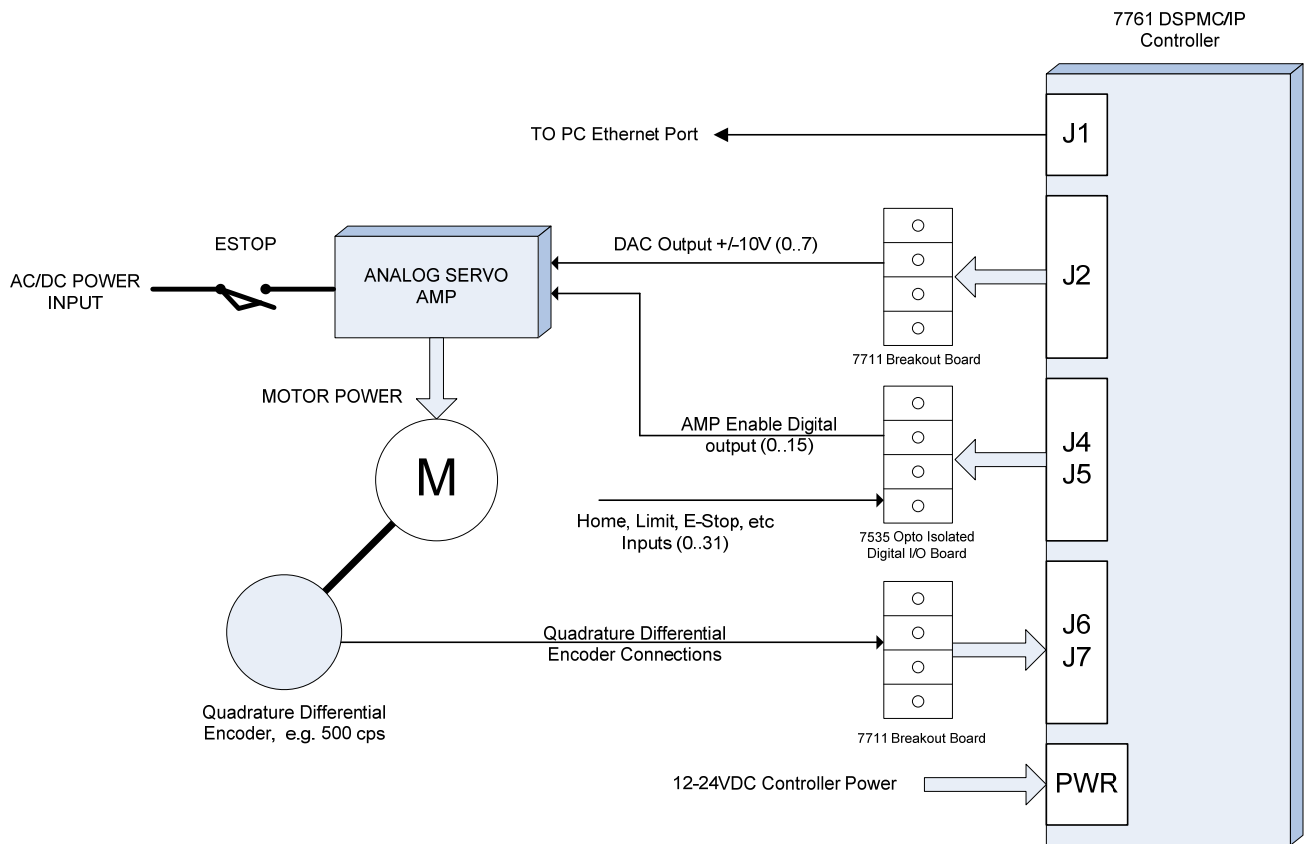 7761 DSPMC/IP
Controller
TO PC Ethernet Port
J1
ESTOP
AC/DC POWER
INPUT
ANALOG SERVO
AMP
DAC Output +/-10V (0..7)
J2
7711 Breakout Board
MOTOR POWER
M
AMP Enable Digital
output (0..15)
J4
J5
Home, Limit, E-Stop, etc
Inputs (0..31)
7535 Opto Isolated
Digital I/O Board
Quadrature Differential
Encoder Connections
J6
J7
Quadrature Differential
Encoder, e.g. 500 cps
7711 Breakout Board
12-24VDC Controller Power
PWR